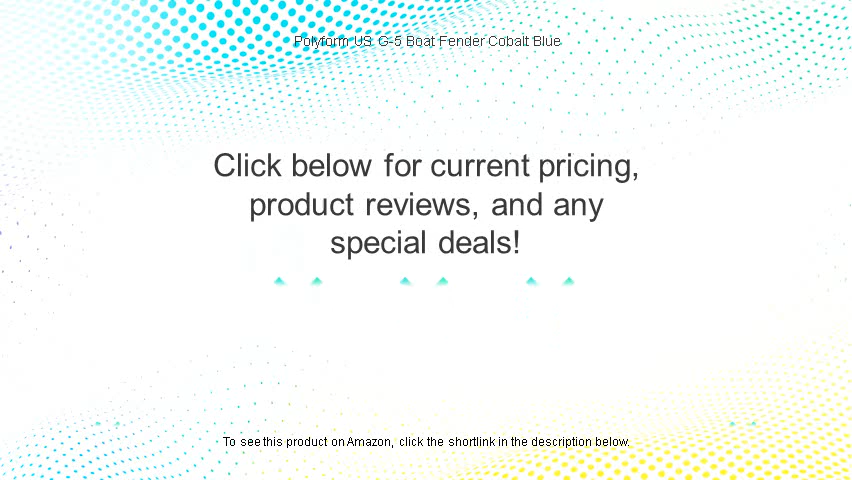 Polyform US G-5 Boat Fender Cobalt Blue
Click below for current pricing,
product reviews, and any
special deals!
To see this product on Amazon, click the shortlink in the description below.